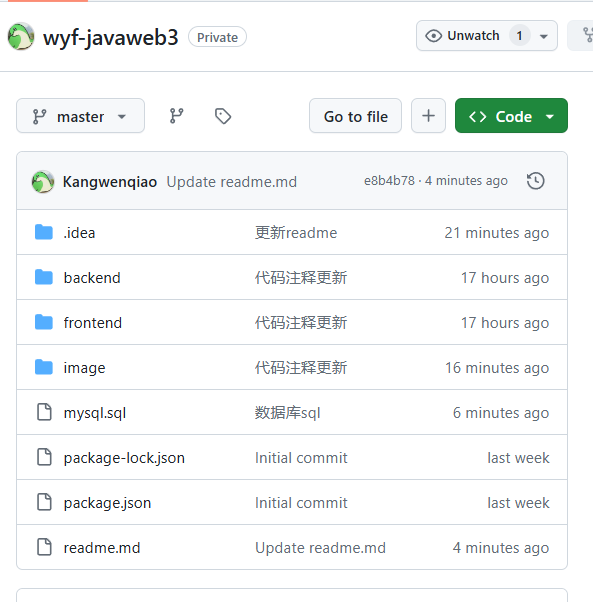 wyf-javaweb3 Private Unwatch 1
master Go to file Code
Kangwenqiao Update readme.md e8b4b78 · 4 minutes ago
.idea 更新readme 21 minutes ago
backend 代码注释更新 17 hours ago
frontend 代码注释更新 17 hours ago
image 代码注释更新 16 minutes ago
mysql.sql 数据库sql 6 minutes ago
package-lock.json Initial commit last week
package.json Initial commit last week
readme.md Update readme.md 4 minutes ago